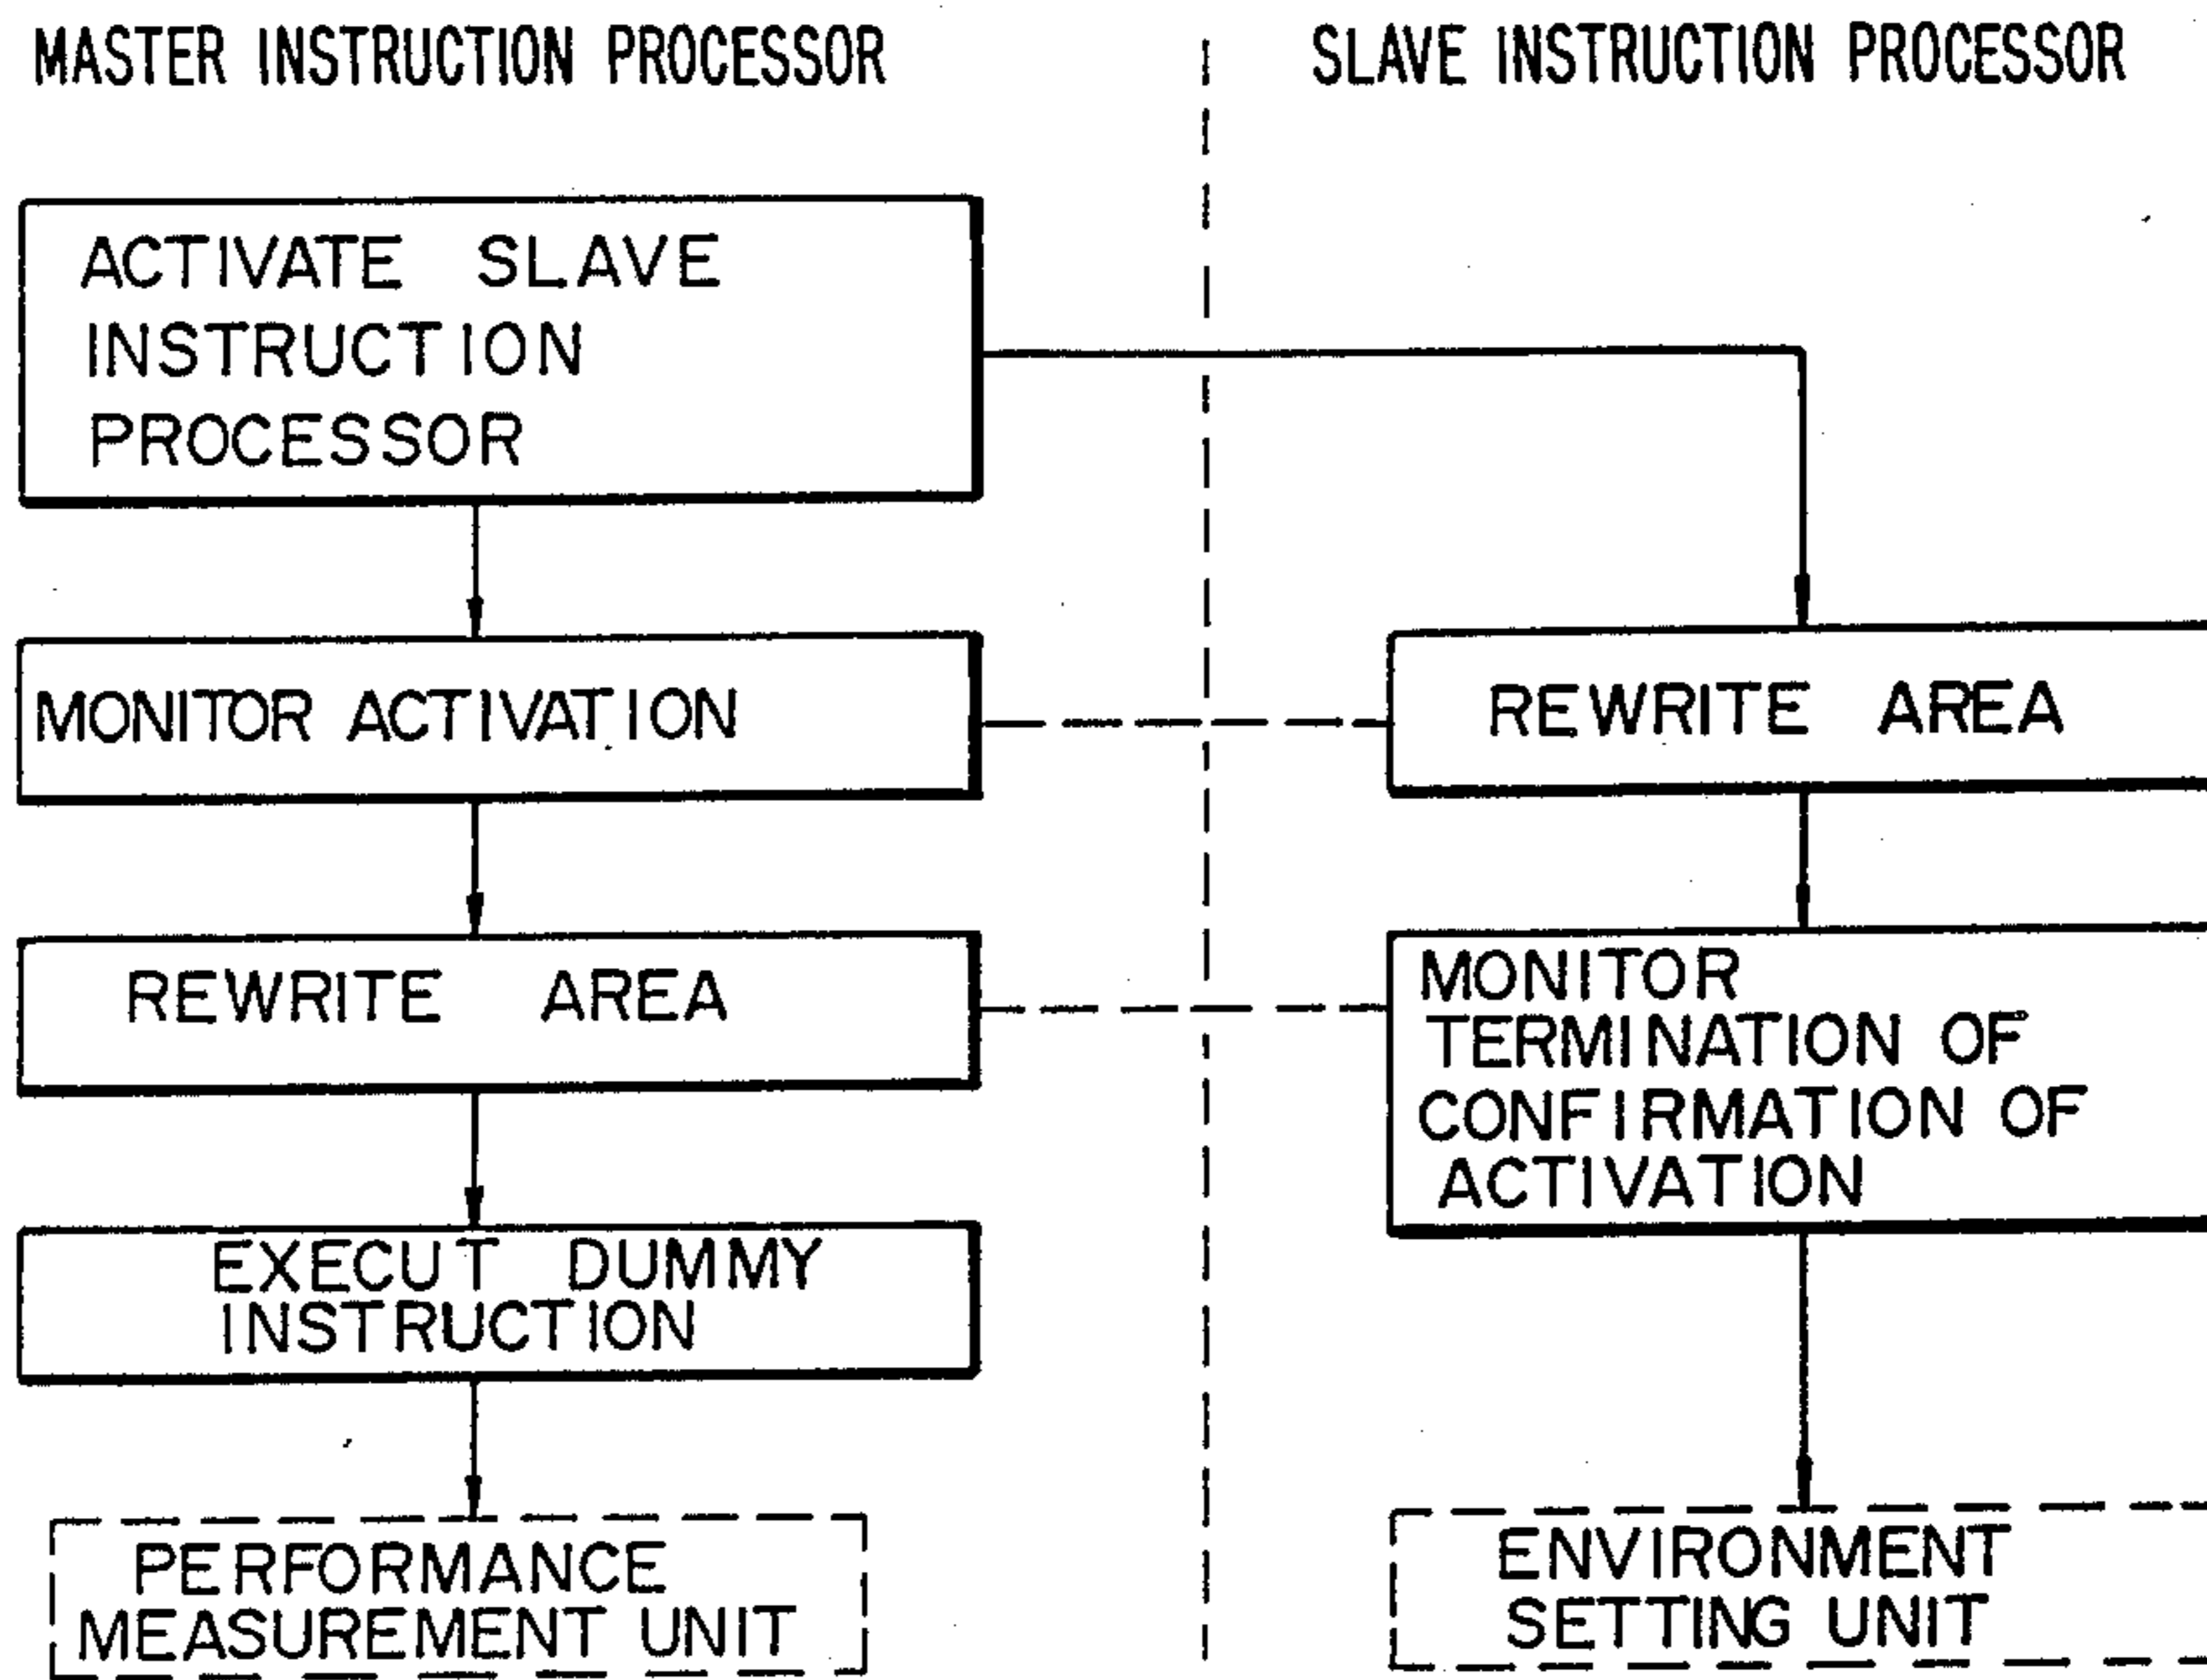 MASTER INSTRUCTION PROCESSOR
SLAVE INSTRUCTION PROCESSOR
ACTIVATE SLAVE
INSTRUCTION
PROCESSOR
MONITOR ACTIVATION
REWRITE AREA
REWRITE AREA
MONITOR
TERMINATION OF
CONFIRMATION OF
ACTIVATION
EXECUT DUMMY
INSTRUCTION
PERFORMANCE
MEASUREMENT UNIT
ENVIRONMENT
SETTING UNIT